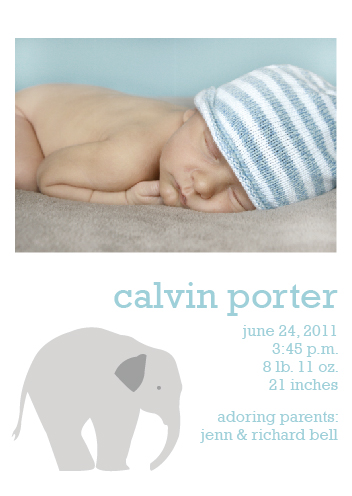 calvin porter
june 24, 2011
3:45 p.m.
8 lb. 11 oz.
21 inches
adoring parents:
jenn & richard bell